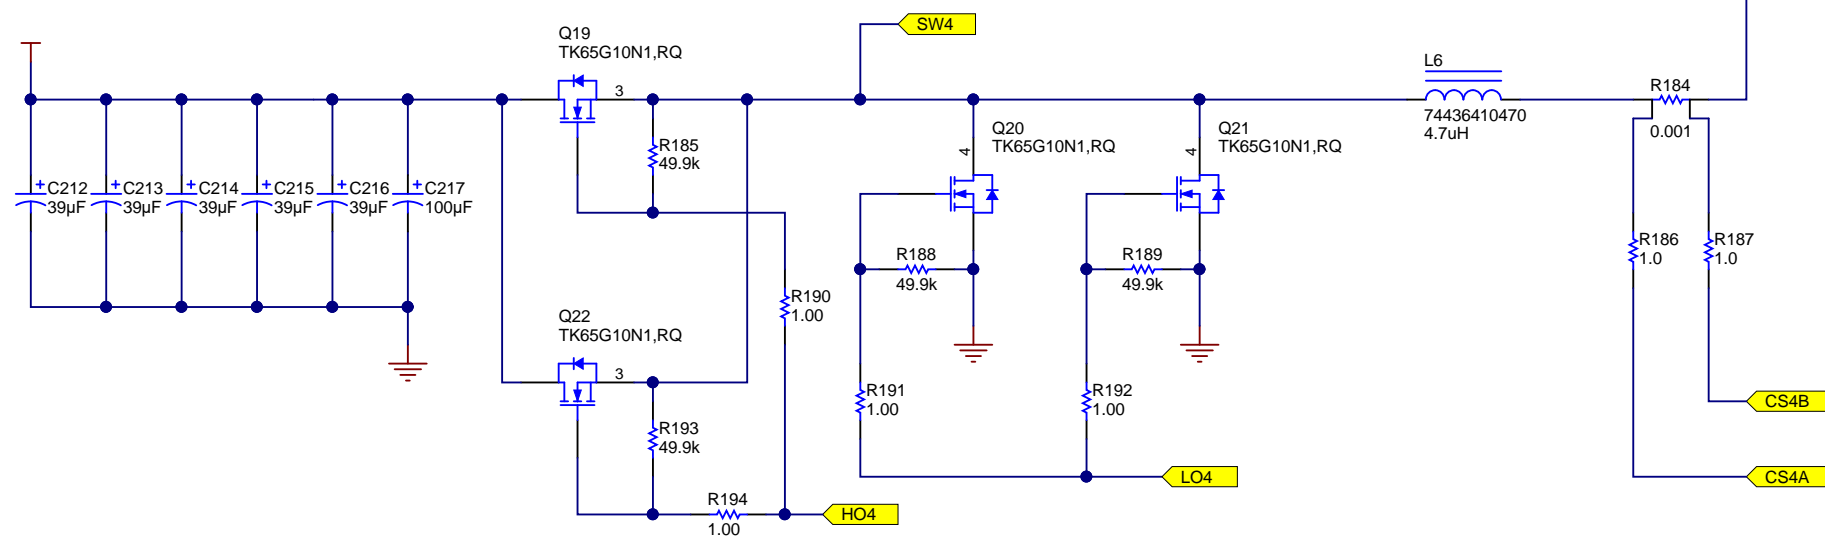 SW4
Q19
TK65G10N1,RQ
3
L6
74436410470
4.7uH
R184
0.001
Q20
TK65G10N1,RQ
4
Q21
TK65G10N1,RQ
4
R185
49.9k
+ C212
39µF
+ C213
39µF
+ C214
39µF
+ C215
39µF
+ C216
39µF
+ C217
100µF
R188
49.9k
R189
49.9k
R186
1.0
R187
1.0
R190
1.00
Q22
TK65G10N1,RQ
3
R191
1.00
R192
1.00
CS4B
R193
49.9k
LO4
CS4A
R194
1.00
HO4